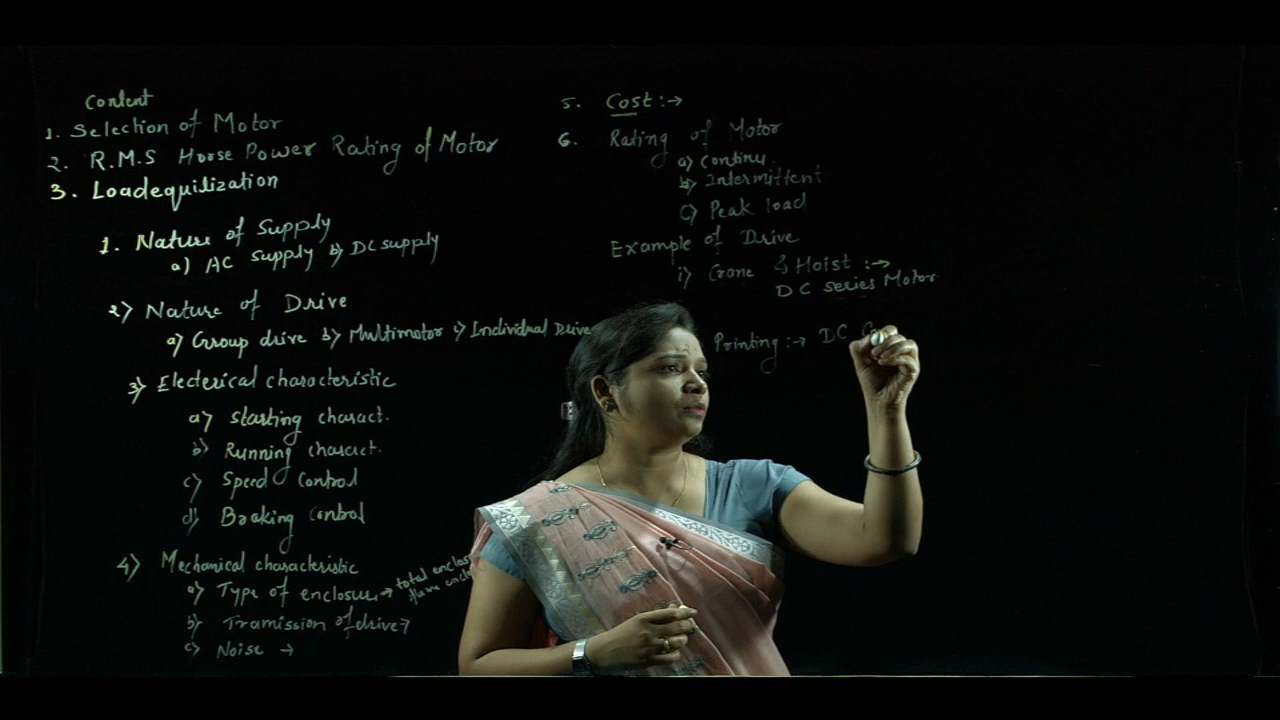 Content
1. Selection of Motor
2. R.M.S Horse Power Rating of Motor
3. Loadequilization
1. Nature of Supply
a) AC supply b) DC supply
2) Nature of Drive
a) Group drive b) Multimotor c) Individual Drive
3) Electerical characteristic
a) starting charact.
b) Running charact.
c) Speed Control
d) Braking Control
4) Mechanical characteristic
a) Type of enclosure → total enclos
b) Tramission of drive →
c) Noise →
5. Cost :→
6. Rating of Motor
a) Continu.
b) Intermittent
c) Peak load
Example of Drive
i) Crane & Hoist :→
DC series Motor
Printing :→ DC